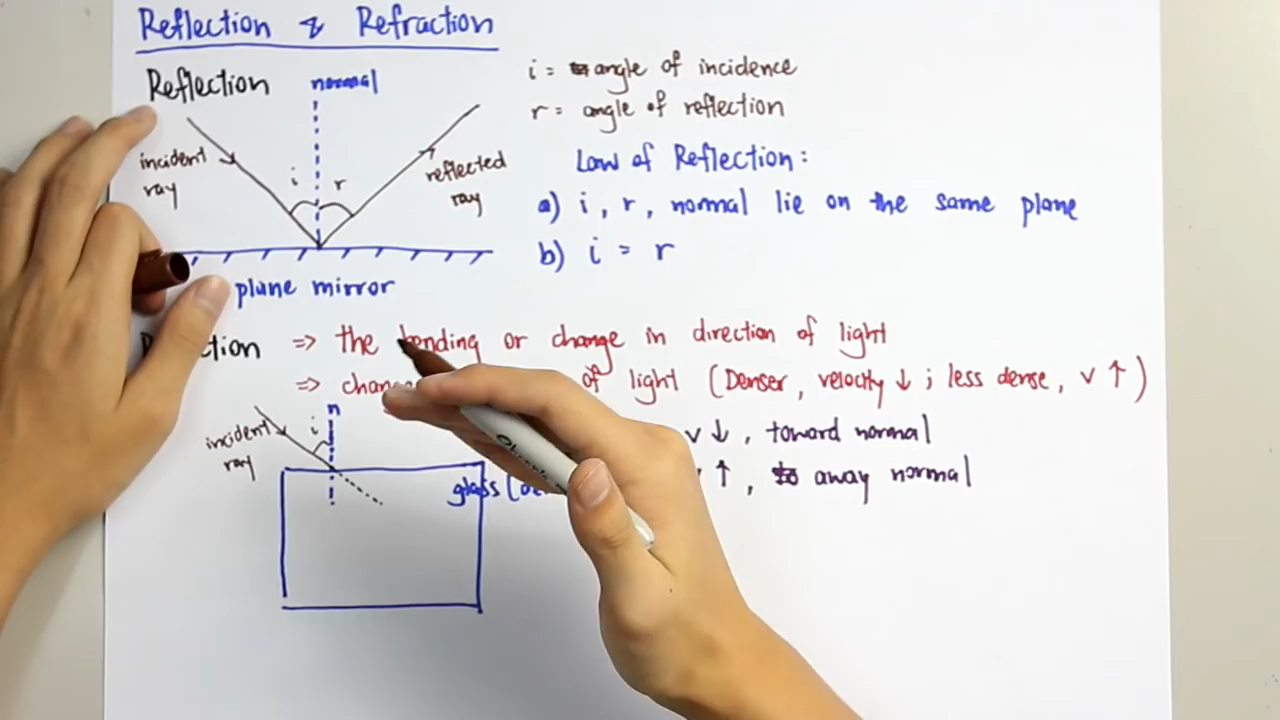 Reflection & Refraction
Reflection
normal
i = angle of incidence
r = angle of reflection
incident ray
i
r
reflected ray
Law of Reflection:
a) i, r, normal lie on the same plane
b) i = r
plane mirror
⇒ the bending or change in direction of light
⇒ of light (Denser, velocity ↓ ; less dense, v ↑)
n
incident ray
i
v ↓, toward normal
↑, away normal
glass